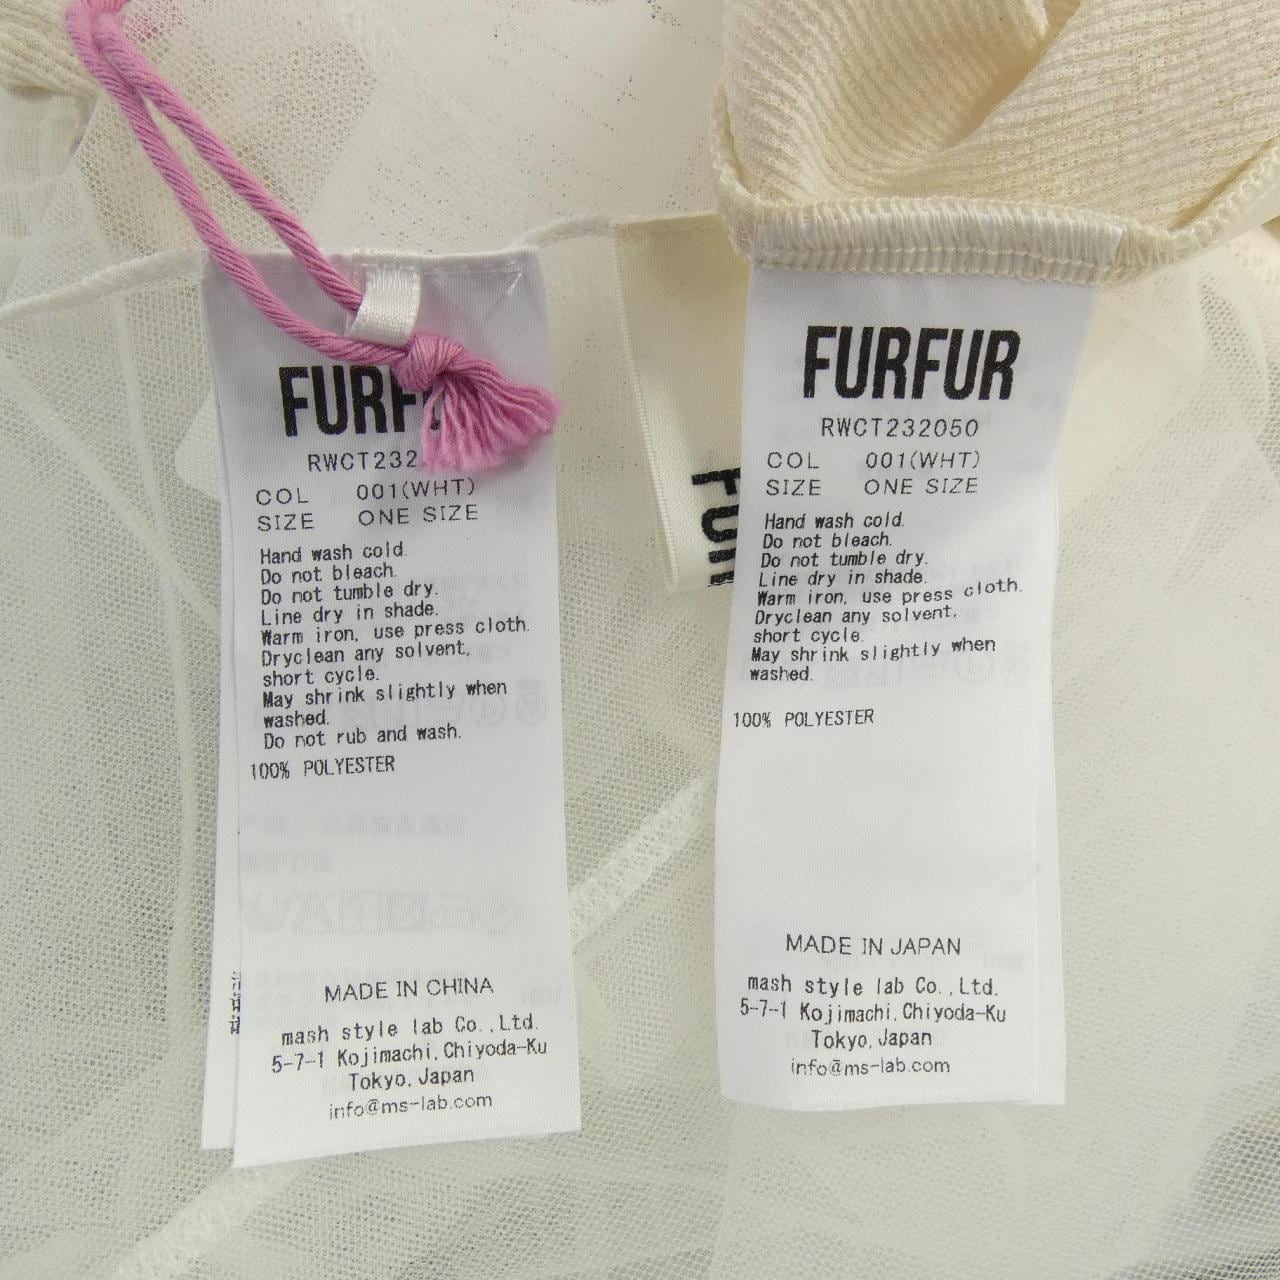 RWCT232
COL 001(WHT)
SIZE ONE SIZE
Hand wash cold.
Do not bleach.
Do not tumble dry.
Line dry in shade.
Warm iron, use press cloth.
Dryclean any solvent,
short cycle.
May shrink slightly when
washed.
Do not rub and wash.
100% POLYESTER
MADE IN CHINA
mash style lab Co.,Ltd.
5-7-1 Kojimachi, Chiyoda-Ku
Tokyo, Japan
info@ms-lab.com
FURFUR
RWCT232050
COL 001(WHT)
SIZE ONE SIZE
Hand wash cold.
Do not bleach.
Do not tumble dry.
Line dry in shade.
Warm iron, use press cloth.
Dryclean any solvent,
short cycle.
May shrink slightly when
washed.
100% POLYESTER
MADE IN JAPAN
mash style lab Co.,Ltd.
5-7-1 Kojimachi, Chiyoda-Ku
Tokyo, Japan
info@ms-lab.com